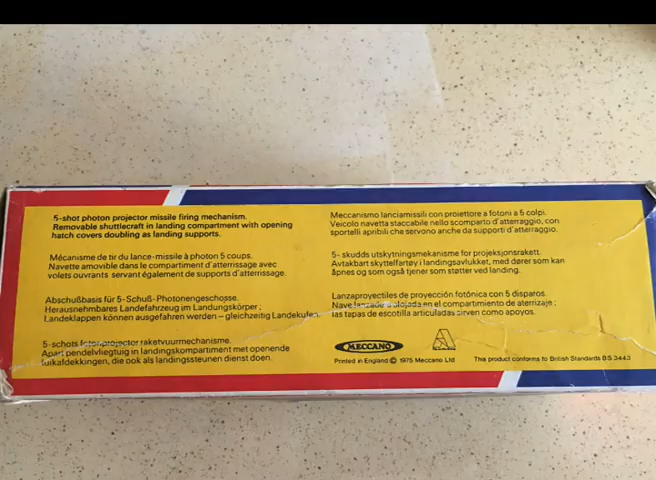 5-shot photon projector missile firing mechanism.
Removable shuttlecraft in landing compartment with opening
hatch covers doubling as landing supports.
Mécanisme de tir du lance-missile à photon 5 coups.
Navette amovible dans le compartiment d'atterrissage avec
volets ouvrants servant également de supports d'atterrissage.
Abschußbasis für 5-Schuß-Photonengeschosse.
Herausnehmbares Landefahrzeug im Landungskörper;
Landeklappen können ausgefahren werden – gleichzeitig Landekufen.
5-schots foton-projector raketvuurmechanisme.
Apart pendelvliegtuig in landingskompartiment met openende
luikafdekkingen, die ook als landingssteunen dienst doen.
Meccanismo lanciamissili con proiettore a fotoni a 5 colpi.
Veicolo navetta staccabile nello scomparto d'atterraggio, con
sportelli apribili che servono anche da supporti d'atterraggio.
5- skudds utskytningsmekanisme for projeksjonsrakett.
Avtakbart skyttelfartøy i landingsavlukket, med dører som kan
åpnes og som også tjener som støtter ved landing.
Lanzaproyectiles de proyección fotónica con 5 disparos.
Nave lanzada alojada en el compartimiento de aterrizaje;
las tapas de escotilla articuladas sirven como apoyos.
MECCANO
Printed in England © 1975 Meccano Ltd
This product conforms to British Standards B.S 3443